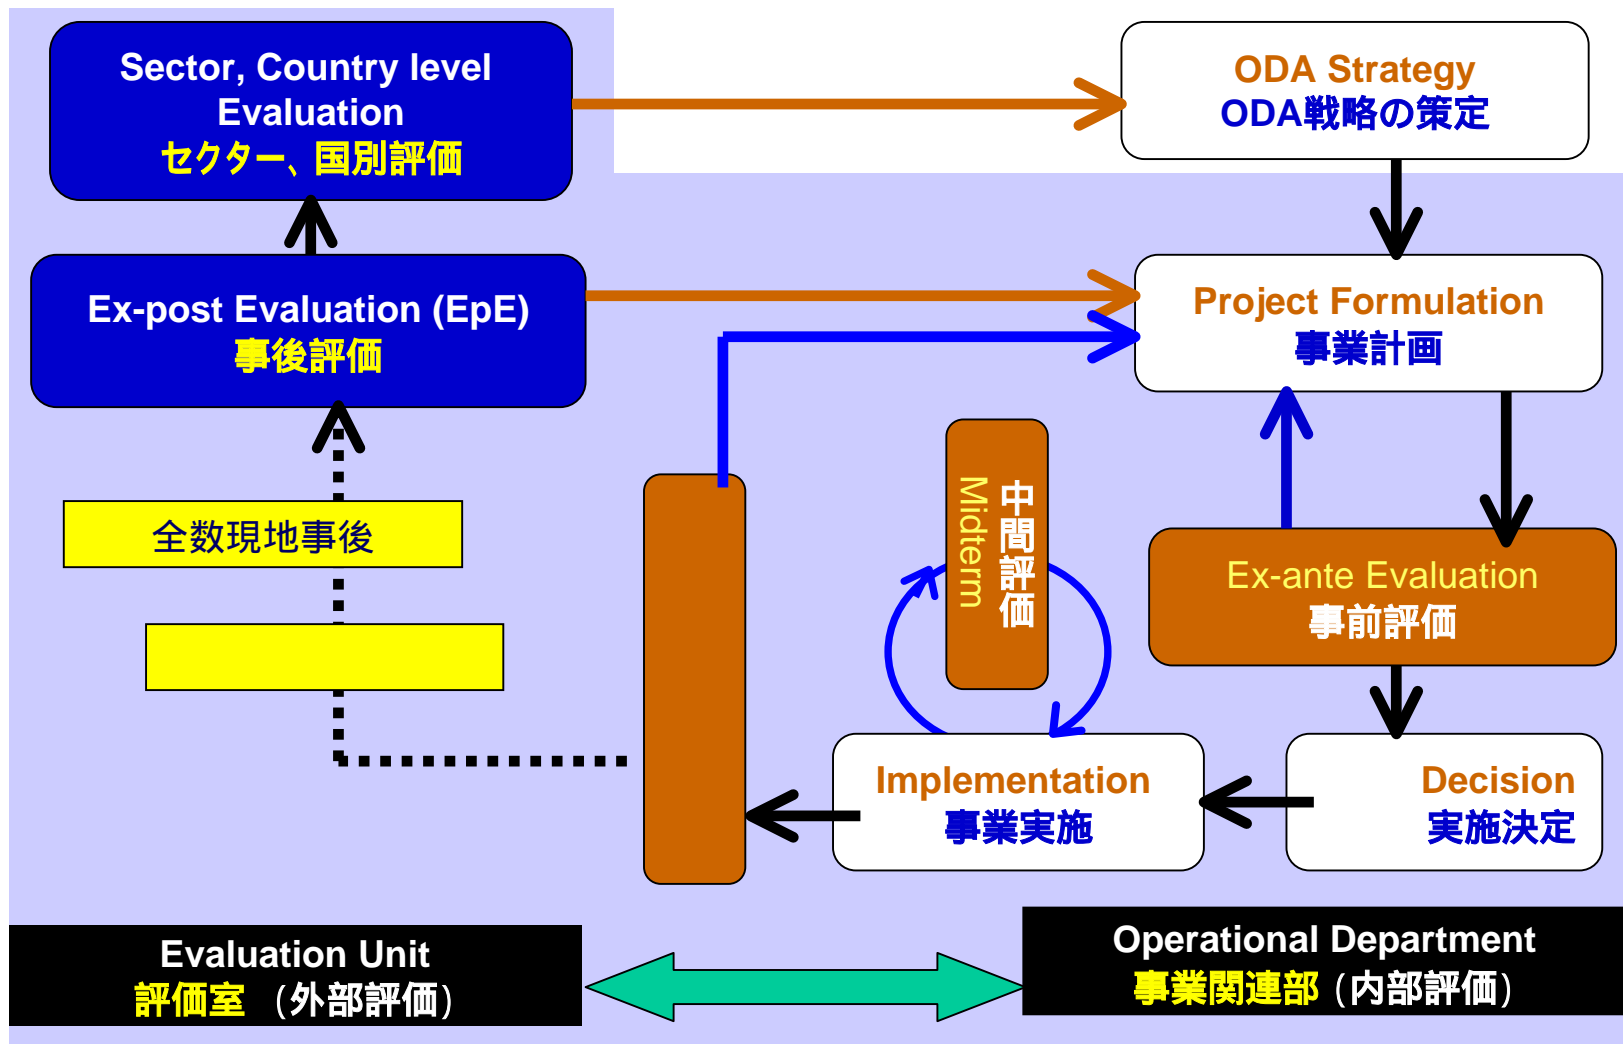 Sector, Country level
Evaluation
セクター、国別評価
ODA Strategy
ODA戦略の策定
Ex-post Evaluation (EpE)
事後評価
Project Formulation
事業計画
中間評価
Midterm
全数現地事後
Ex-ante Evaluation
事前評価
Implementation
事業実施
Decision
実施決定
Evaluation Unit
評価室 (外部評価)
Operational Department
事業関連部 (内部評価)